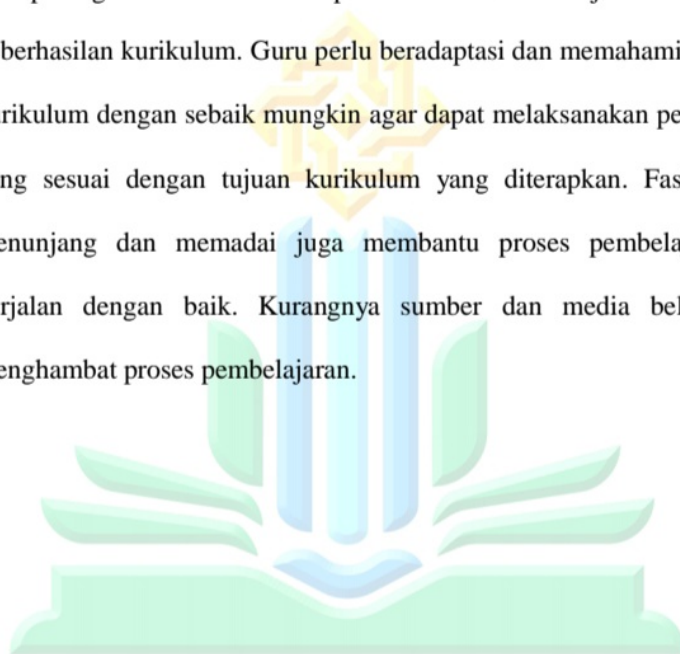 berhasilan kurikulum. Guru perlu beradaptasi dan memahami
rikulum dengan sebaik mungkin agar dapat melaksanakan pe
ng sesuai dengan tujuan kurikulum yang diterapkan. Fas
enunjang dan memadai juga membantu proses pembela
rjalan dengan baik. Kurangnya sumber dan media bel
enghambat proses pembelajaran.